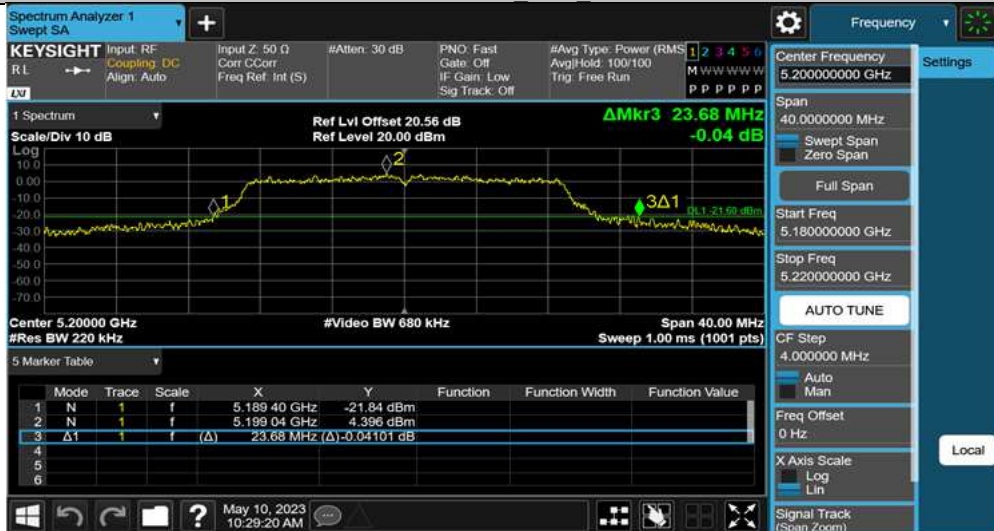 Spectrum Analyzer 1
Swept SA
+
Frequency
KEYSIGHT
RL
LXI
Input: RF
Coupling: DC
Align: Auto
Input Z: 50 Ω
Corr CCorr
Freq Ref: Int (S)
#Atten: 30 dB
PNO: Fast
Gate: Off
IF Gain: Low
Sig Track: Off
#Avg Type: Power (RMS
Avg|Hold: 100/100
Trig: Free Run
1 2 3 4 5 6
M W W W W W
P P P P P P
1 Spectrum
Scale/Div 10 dB
Ref Lvl Offset 20.56 dB
Ref Level 20.00 dBm
ΔMkr3 23.68 MHz
-0.04 dB
Log
10.0
0.00
-10.0
-20.0
-30.0
-40.0
-50.0
-60.0
-70.0
1
2
3Δ1
DL1 -21.60 dBm
Center 5.20000 GHz
#Res BW 220 kHz
#Video BW 680 kHz
Span 40.00 MHz
Sweep 1.00 ms (1001 pts)
5 Marker Table
Mode Trace Scale X Y Function Function Width Function Value
1 N 1 f 5.189 40 GHz -21.84 dBm
2 N 1 f 5.199 04 GHz 4.396 dBm
3 Δ1 1 f (Δ) 23.68 MHz (Δ) -0.04101 dB
4
5
6
?
May 10, 2023
10:29:20 AM
Center Frequency
5.200000000 GHz
Span
40.0000000 MHz
Swept Span
Zero Span
Full Span
Start Freq
5.180000000 GHz
Stop Freq
5.220000000 GHz
AUTO TUNE
CF Step
4.000000 MHz
Auto
Man
Freq Offset
0 Hz
X Axis Scale
Log
Lin
Signal Track
(Span Zoom)
Settings
Local